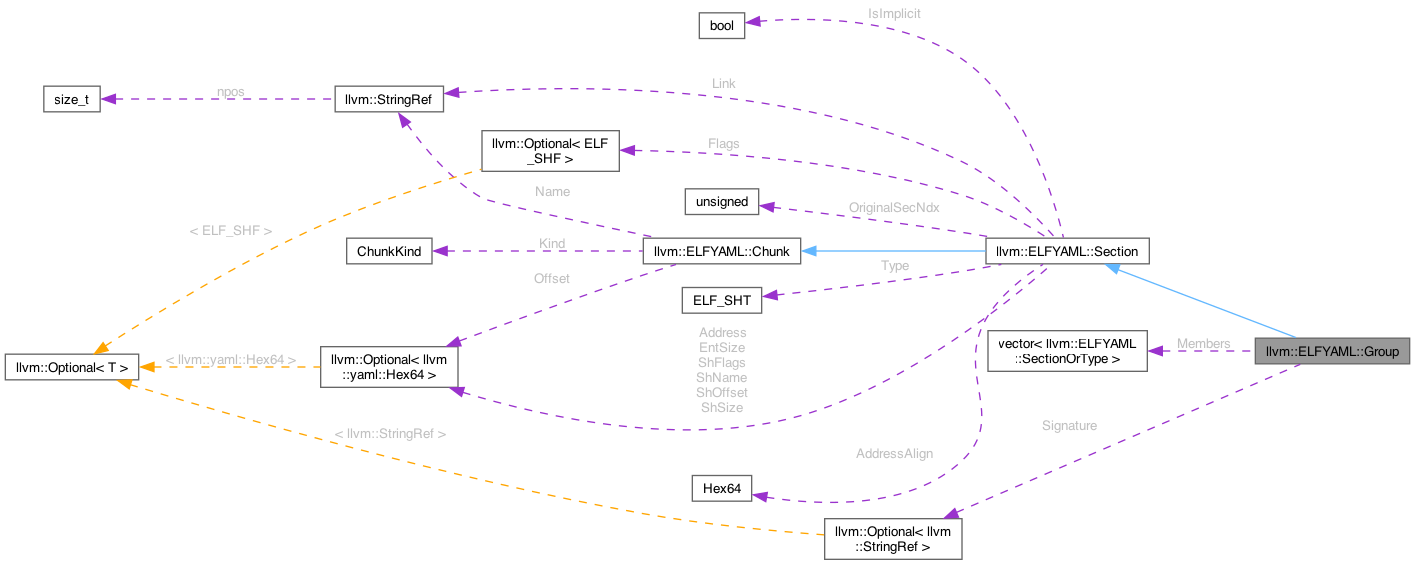 IsImplicit
bool
Link
npos
size_t
llvm::StringRef
llvm::Optional< ELF
_SHF >
Flags
Name
unsigned
OriginalSecNdx
< ELF_SHF >
ChunkKind
Kind
llvm::ELFYAML::Chunk
llvm::ELFYAML::Section
Type
Offset
ELF_SHT
Address
EntSize
ShFlags
ShName
ShOffset
ShSize
vector< llvm::ELFYAML
::SectionOrType >
Members
llvm::ELFYAML::Group
llvm::Optional< T >
< llvm::yaml::Hex64 >
llvm::Optional< llvm
::yaml::Hex64 >
< llvm::StringRef >
Signature
AddressAlign
Hex64
llvm::Optional< llvm
::StringRef >